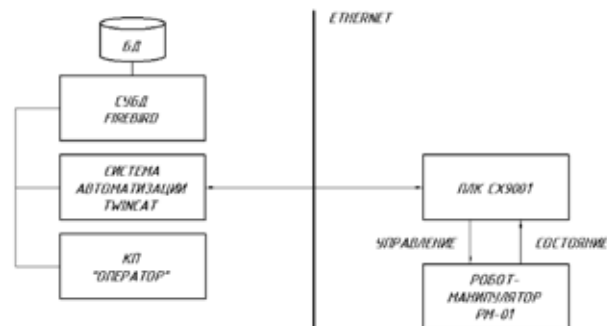 БД
ETHERNET
СУБД
FIREBIRD
СИСТЕМА
АВТОМАТИЗАЦИИ
TWINCAT
ПЛК CX9001
КП
"ОПЕРАТОР"
УПРАВЛЕНИЕ
СОСТОЯНИЕ
РОБОТ-
МАНИПУЛЯТОР
РМ-01